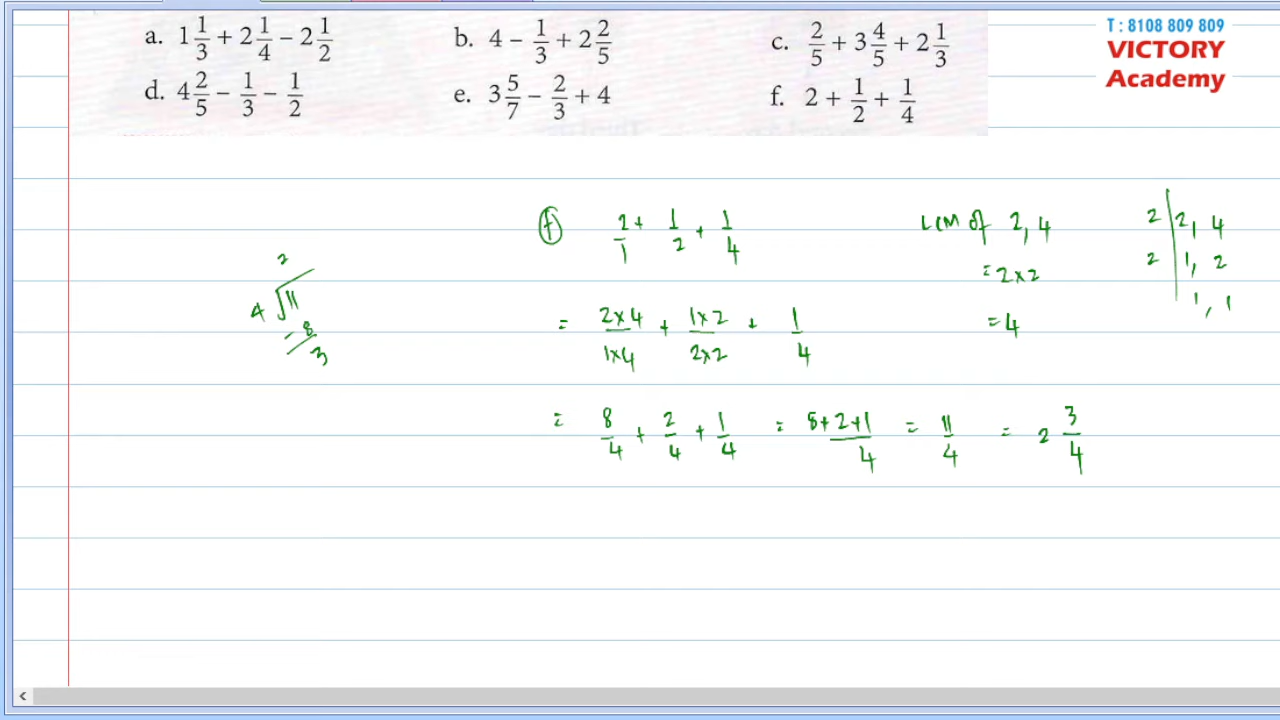 T : 8108 809 809
VICTORY
Academy
a. 1 1/3 + 2 1/4 − 2 1/2
b. 4 − 1/3 + 2 2/5
c. 2/5 + 3 4/5 + 2 1/3
d. 4 2/5 − 1/3 − 1/2
e. 3 5/7 − 2/3 + 4
f. 2 + 1/2 + 1/4
(f) 2/1 + 1/2 + 1/4
= 2×4/1×4 + 1×2/2×2 + 1/4
= 8/4 + 2/4 + 1/4 = 8+2+1/4 = 11/4 = 2 3/4
LCM of 2, 4
= 2×2
= 4
2 | 2, 4
2 | 1, 2
1, 1
2
4 √11
- 8
3